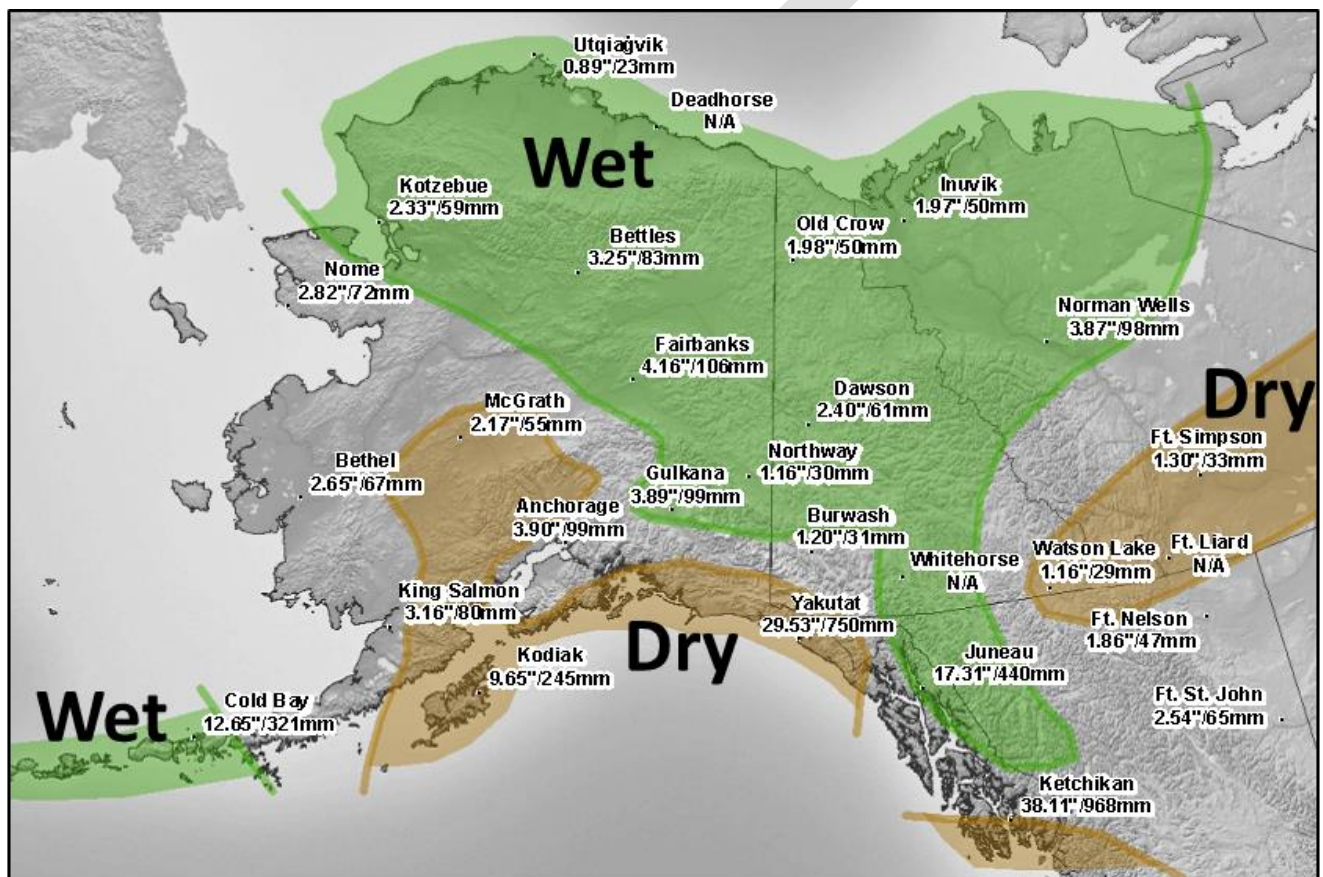 Utqiaġvik
0.89"/23mm
Deadhorse
N/A
Wet
Kotzebue
2.33"/59mm
Inuvik
1.97"/50mm
Old Crow
1.98"/50mm
Bettles
3.25"/83mm
Nome
2.82"/72mm
Norman Wells
3.87"/98mm
Fairbanks
4.16"/106mm
Dawson
2.40"/61mm
Dry
McGrath
2.17"/55mm
Ft. Simpson
1.30"/33mm
Bethel
2.65"/67mm
Northway
1.16"/30mm
Gulkana
3.89"/99mm
Anchorage
3.90"/99mm
Burwash
1.20"/31mm
Whitehorse
N/A
Watson Lake
1.16"/29mm
Ft. Liard
N/A
King Salmon
3.16"/80mm
Yakutat
29.53"/750mm
Ft. Nelson
1.86"/47mm
Dry
Kodiak
9.65"/245mm
Juneau
17.31"/440mm
Wet
Cold Bay
12.65"/321mm
Ft. St. John
2.54"/65mm
Ketchikan
38.11"/968mm